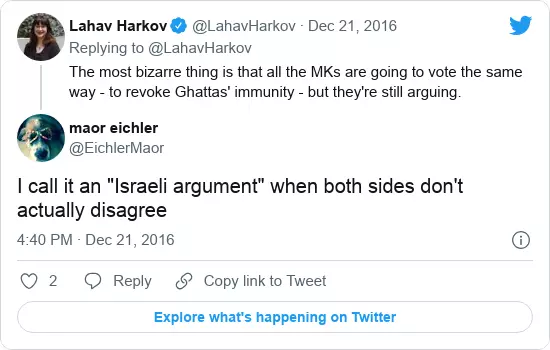 Lahav Harkov @LahavHarkov · Dec 21, 2016
Replying to @LahavHarkov
The most bizarre thing is that all the MKs are going to vote the same
way - to revoke Ghattas' immunity - but they're still arguing.
maor eichler
@EichlerMaor
I call it an "Israeli argument" when both sides don't
actually disagree
4:40 PM · Dec 21, 2016
2 Reply Copy link to Tweet
Explore what's happening on Twitter